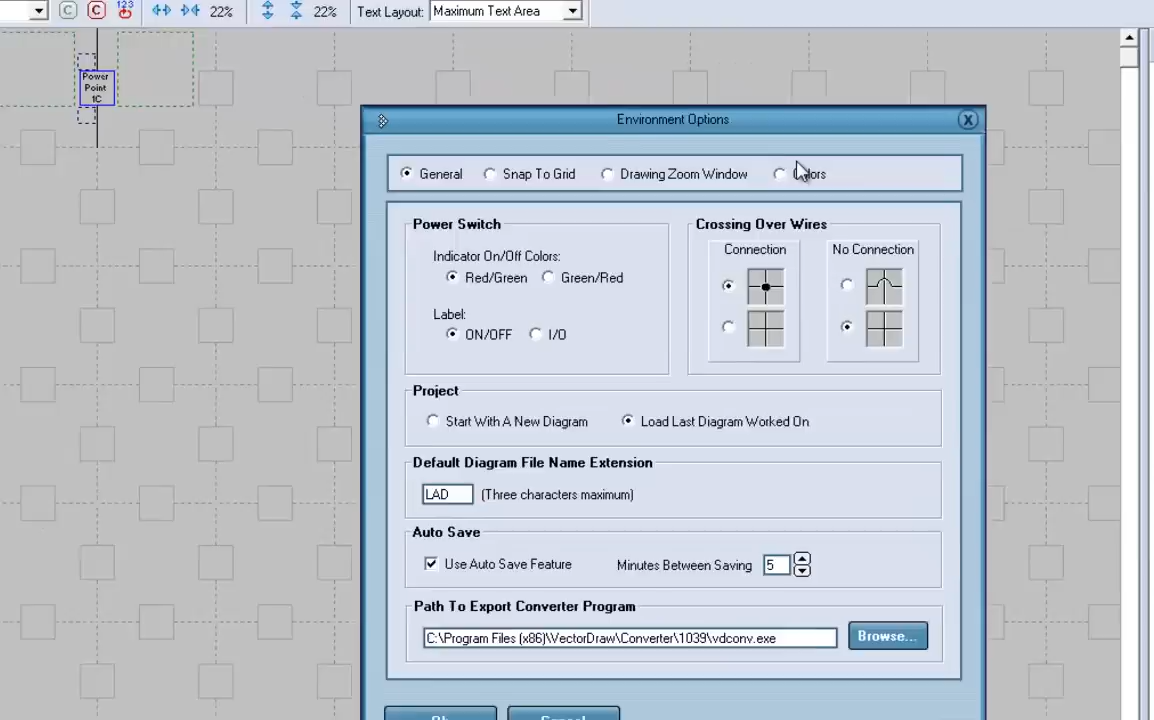 C C 123 22% 22% Text Layout: Maximum Text Area
Power
Point
1C
Environment Options
General Snap To Grid Drawing Zoom Window
Power Switch
Indicator On/Off Colors:
Red/Green Green/Red
Label:
ON/OFF I/O
Crossing Over Wires
Connection No Connection
Project
Start With A New Diagram Load Last Diagram Worked On
Default Diagram File Name Extension
LAD (Three characters maximum)
Auto Save
Use Auto Save Feature Minutes Between Saving 5
Path To Export Converter Program
C:\Program Files (x86)\VectorDraw\Converter\1039\vdconv.exe Browse...
Cancel